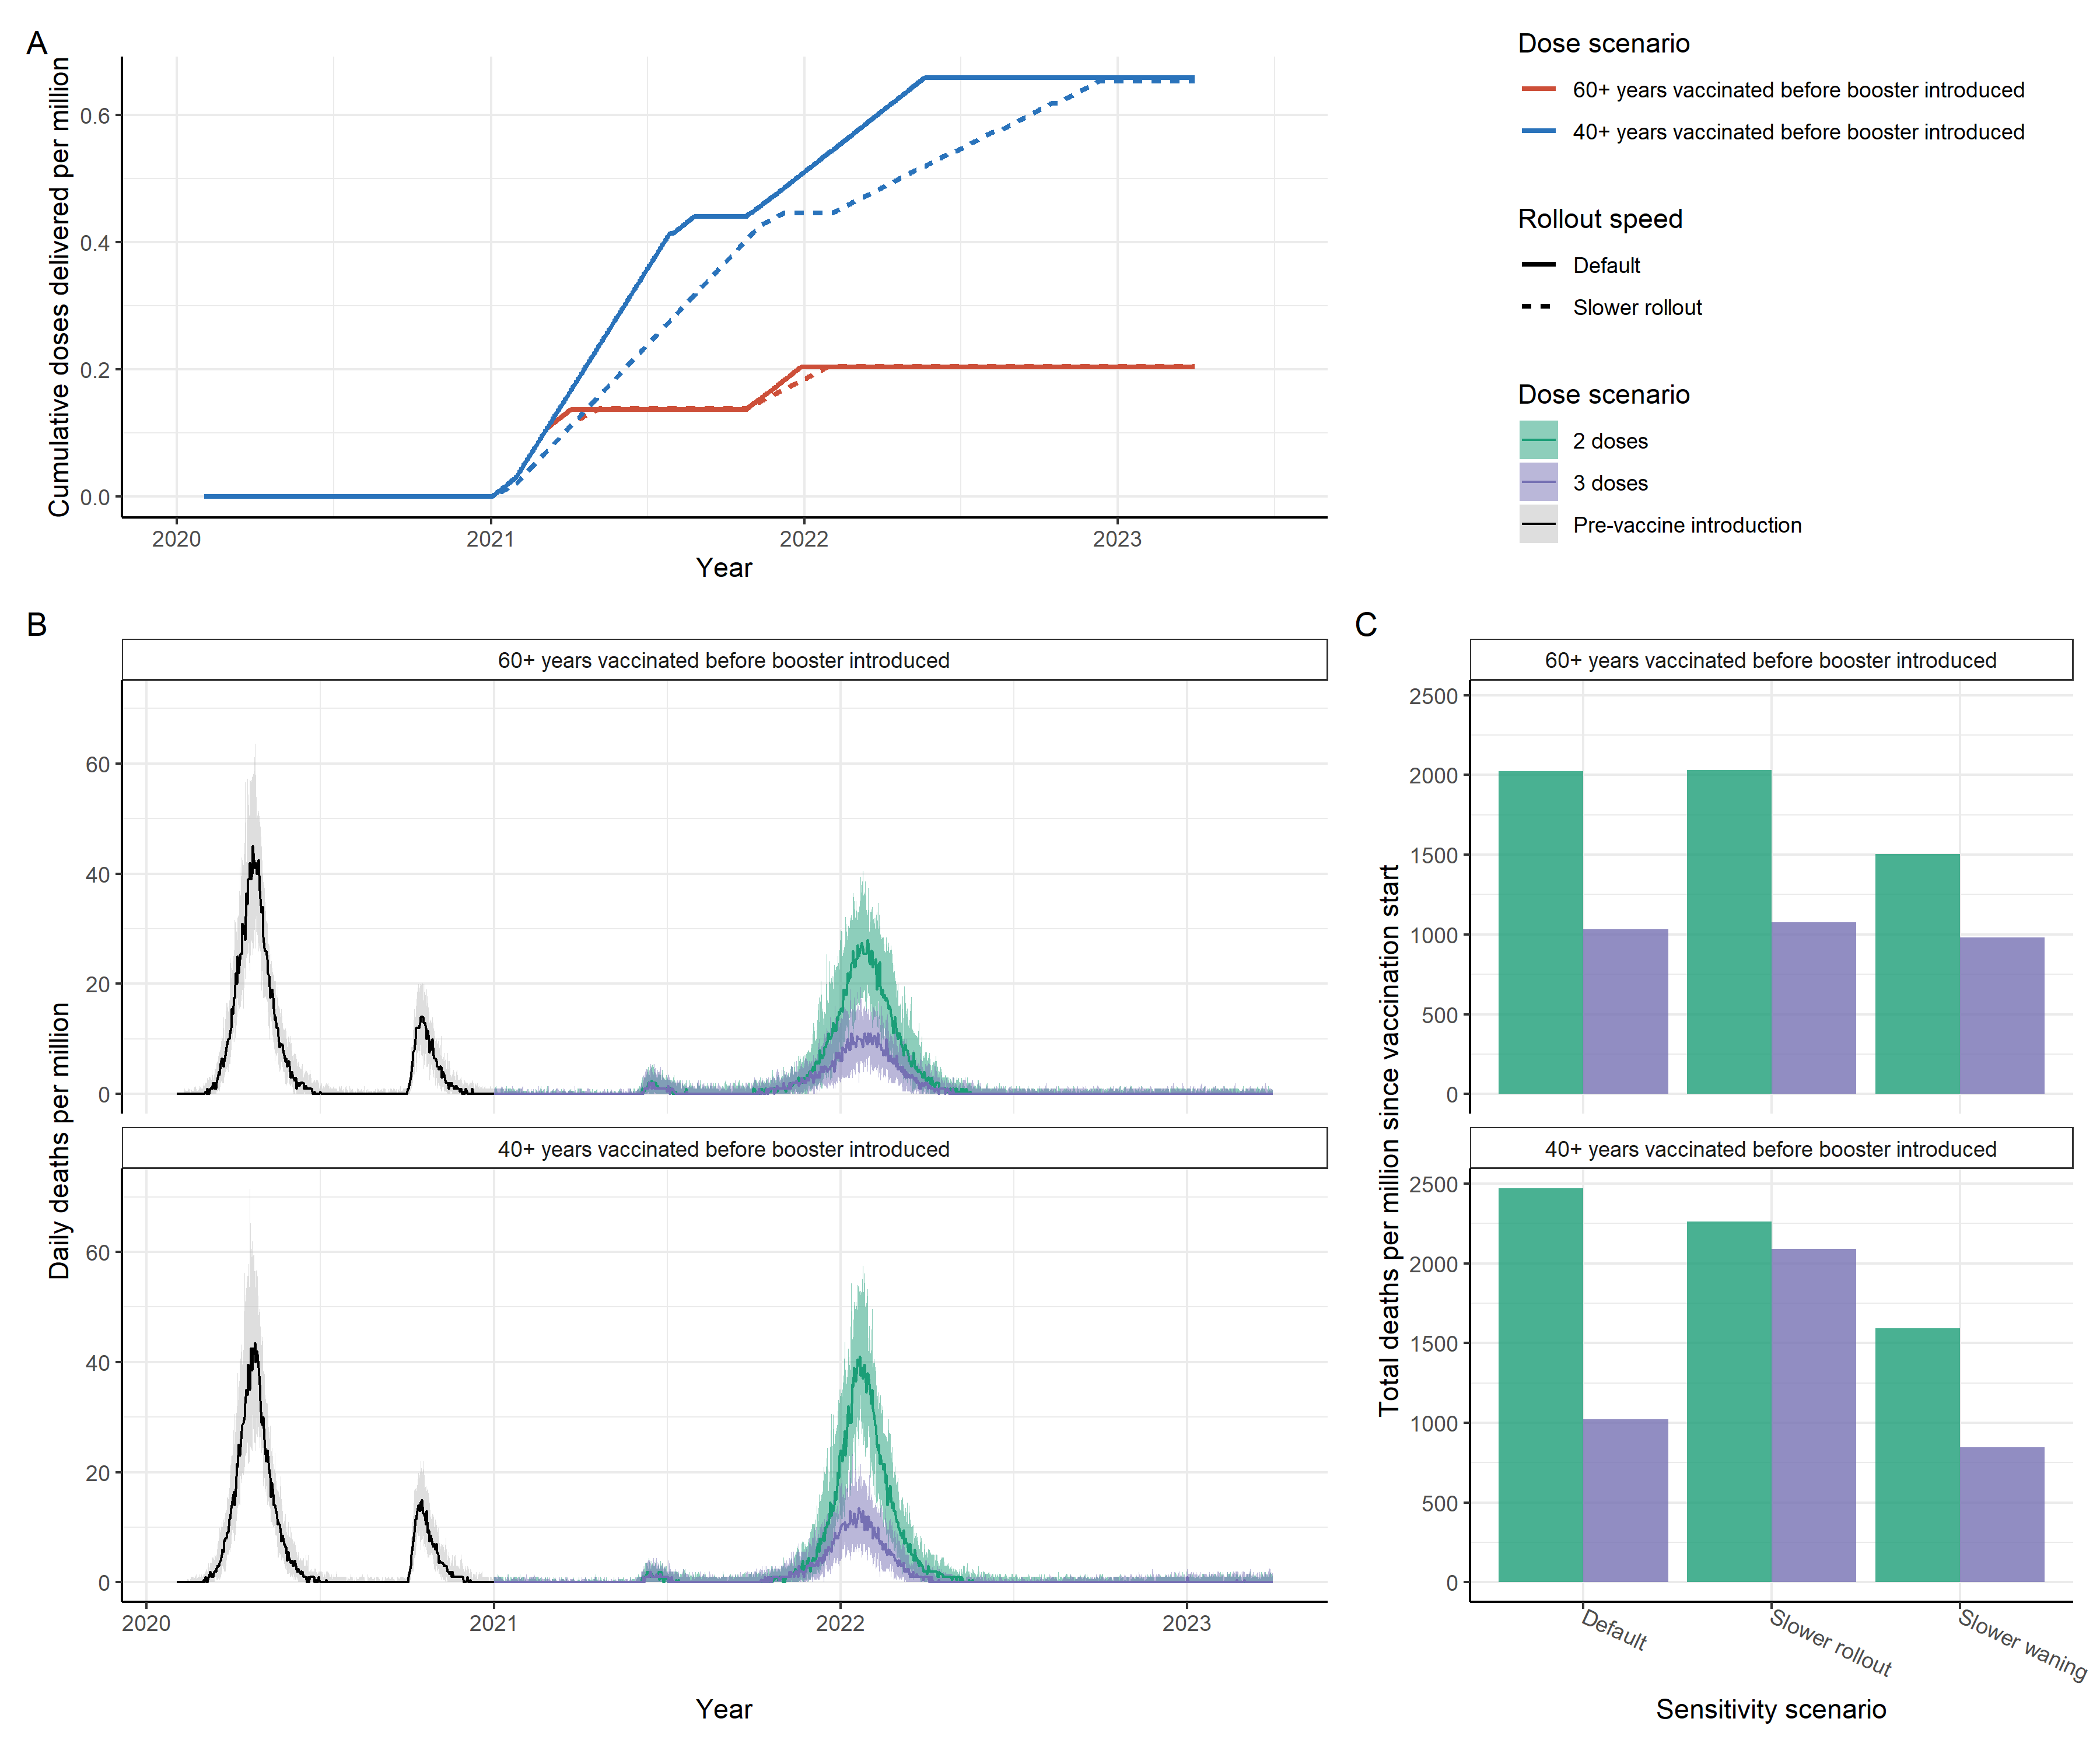 A
Cumulative doses delivered per million
0.6
0.4
0.2
0.0
2020
2021
2022
2023
Year
Dose scenario
60+ years vaccinated before booster introduced
40+ years vaccinated before booster introduced
Rollout speed
Default
Slower rollout
Dose scenario
2 doses
3 doses
Pre-vaccine introduction
B
Daily deaths per million
60+ years vaccinated before booster introduced
60
40
20
0
40+ years vaccinated before booster introduced
60
40
20
0
2020
2021
2022
2023
Year
C
Total deaths per million since vaccination start
60+ years vaccinated before booster introduced
2500
2000
1500
1000
500
0
40+ years vaccinated before booster introduced
2500
2000
1500
1000
500
0
Default
Slower rollout
Slower waning
Sensitivity scenario